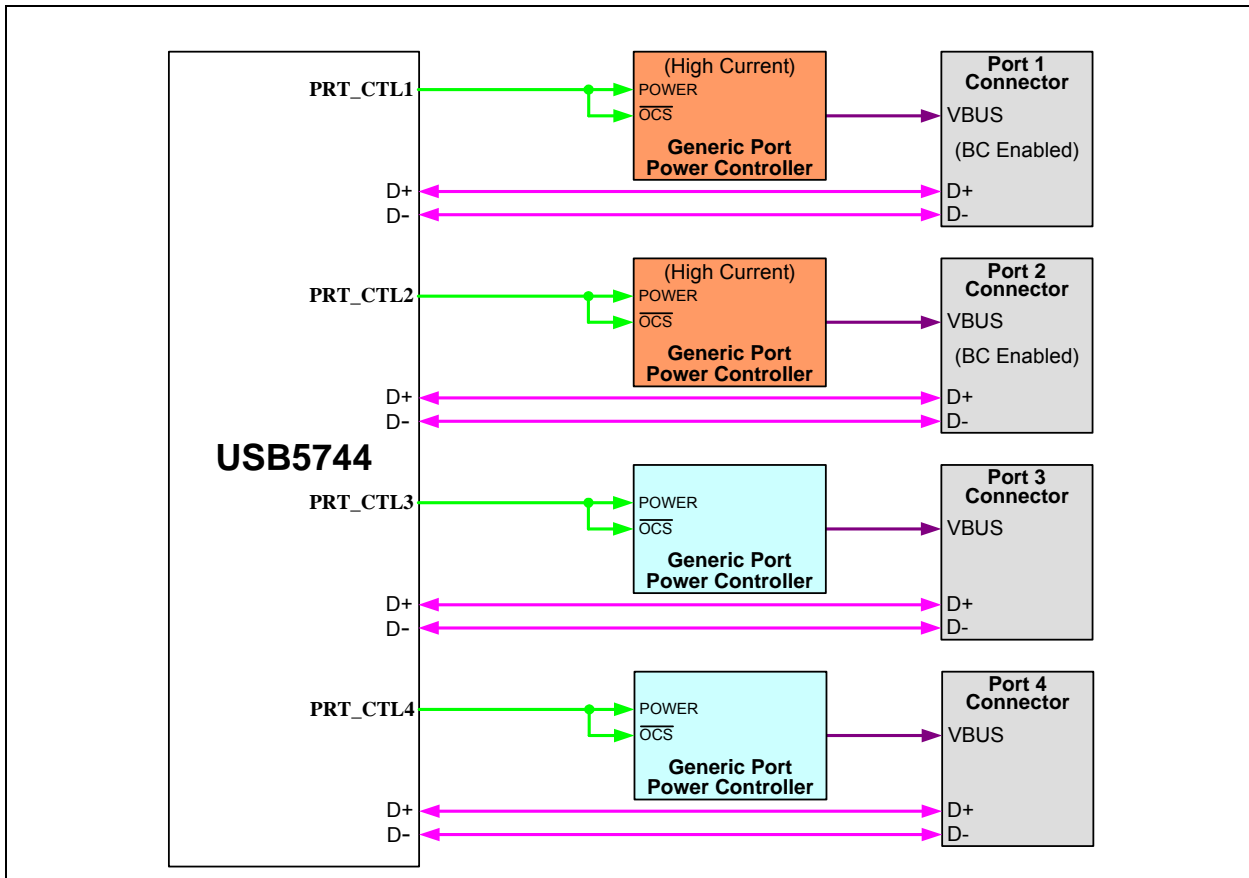 PRT_CTL1
(High Current)
POWER
OCS
Generic Port
Power Controller
Port 1
Connector
VBUS
(BC Enabled)
D+
D-
D+
D-
PRT_CTL2
(High Current)
POWER
OCS
Generic Port
Power Controller
Port 2
Connector
VBUS
(BC Enabled)
D+
D-
D+
D-
USB5744
PRT_CTL3
POWER
OCS
Generic Port
Power Controller
Port 3
Connector
VBUS
D+
D-
D+
D-
PRT_CTL4
POWER
OCS
Generic Port
Power Controller
Port 4
Connector
VBUS
D+
D-
D+
D-